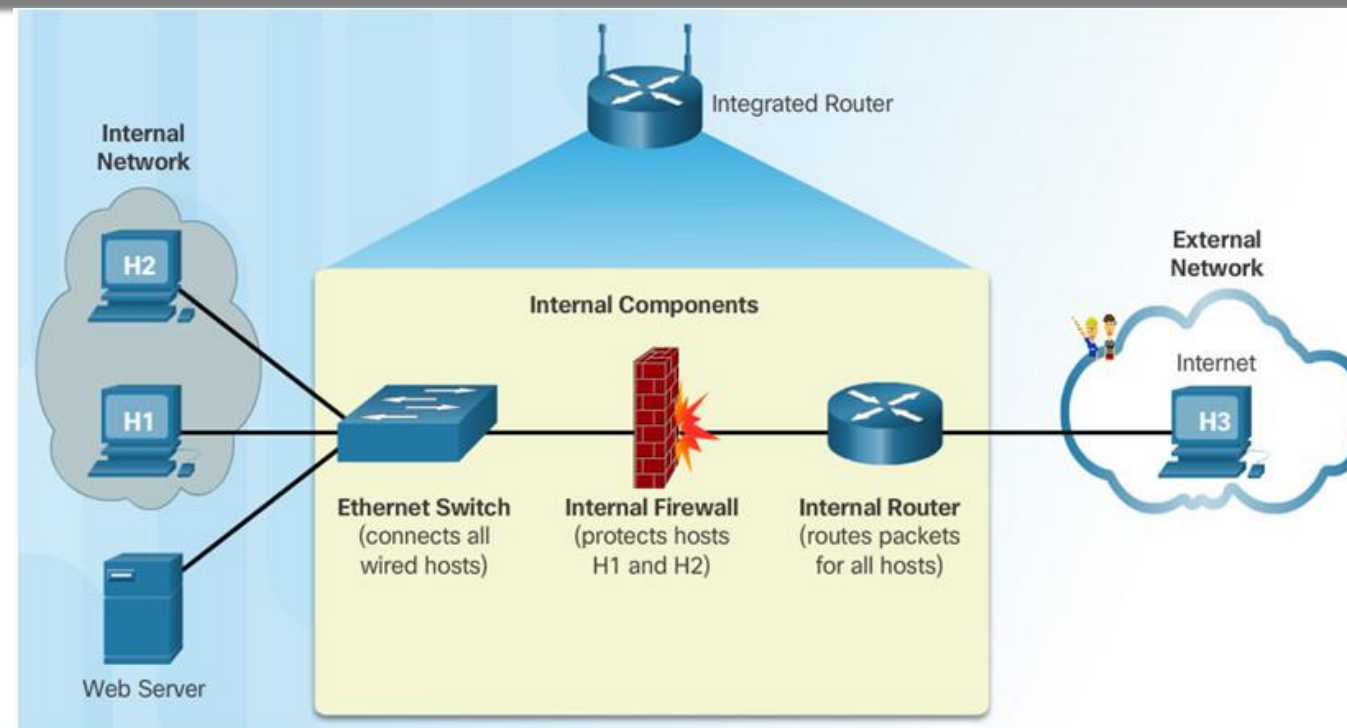 Integrated Router
Internal
Network
H2
H1
Web Server
Internal Components
Ethernet Switch
(connects all
wired hosts)
Internal Firewall
(protects hosts
H1 and H2)
Internal Router
(routes packets
for all hosts)
External
Network
Internet
H3